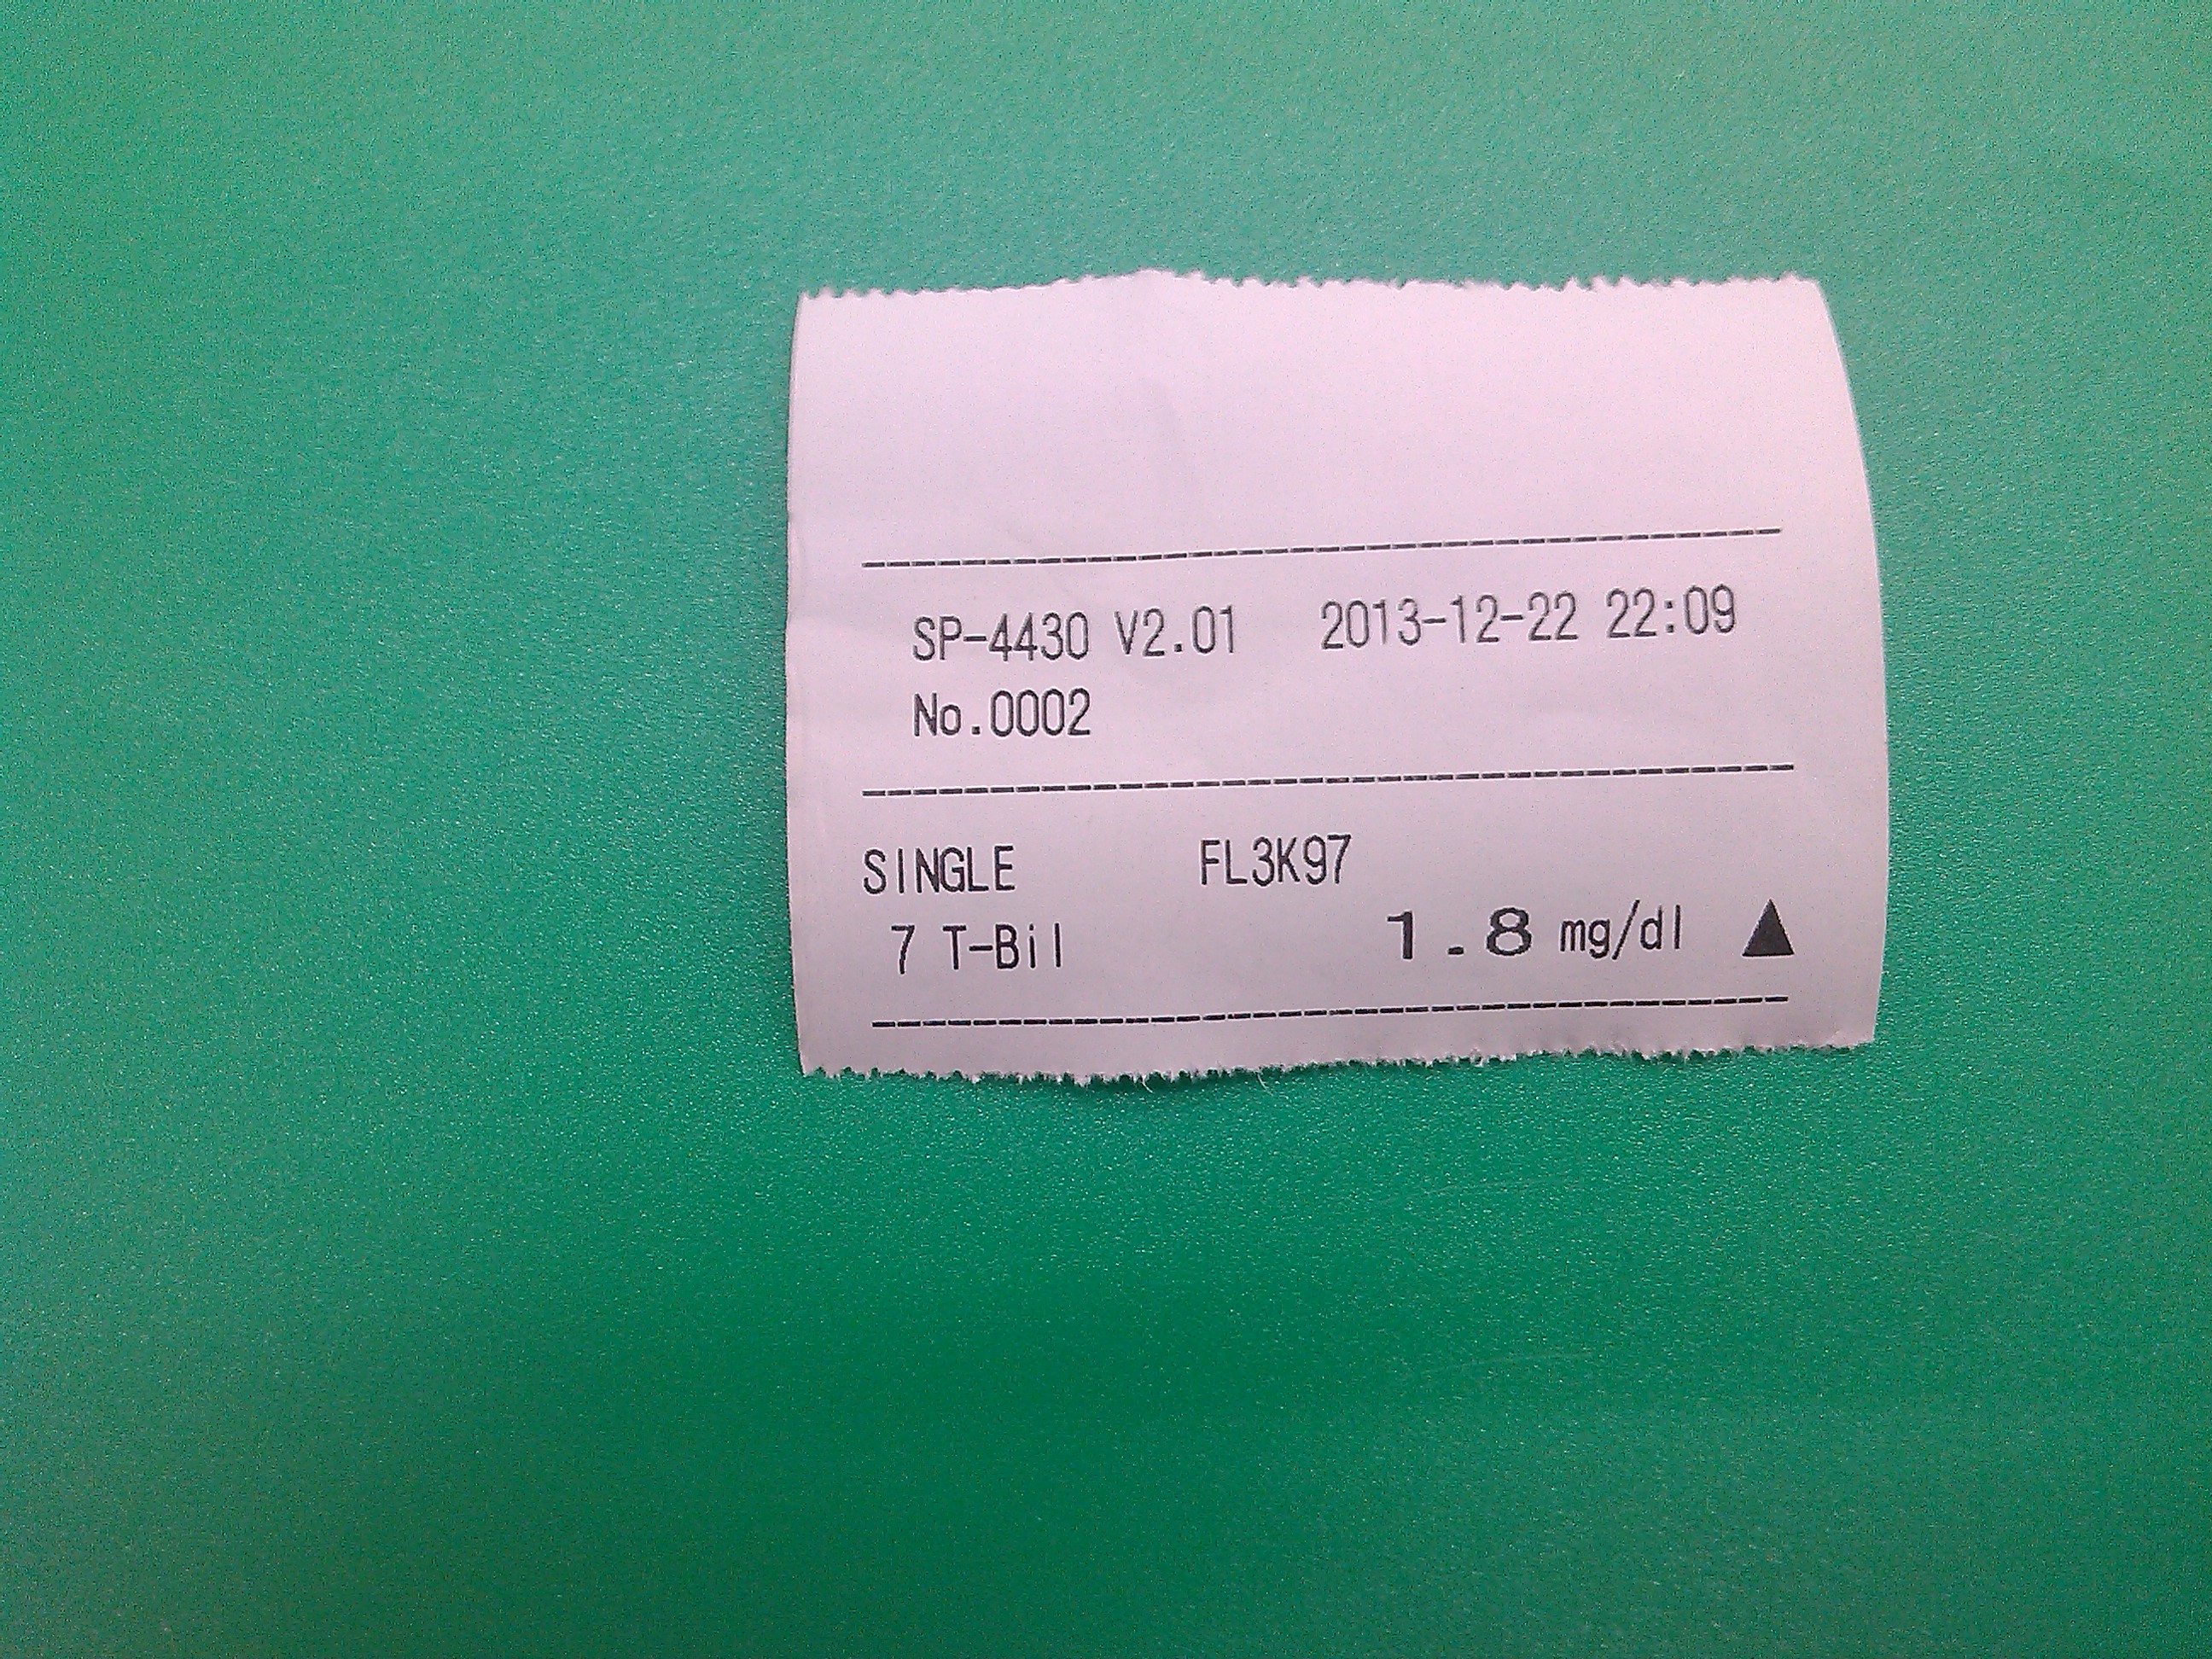 SP-4430 V2.01 2013-12-22 22:09
No.0002
SINGLE FL3K97
7 T-Bil 1.8 mg/dl ▲